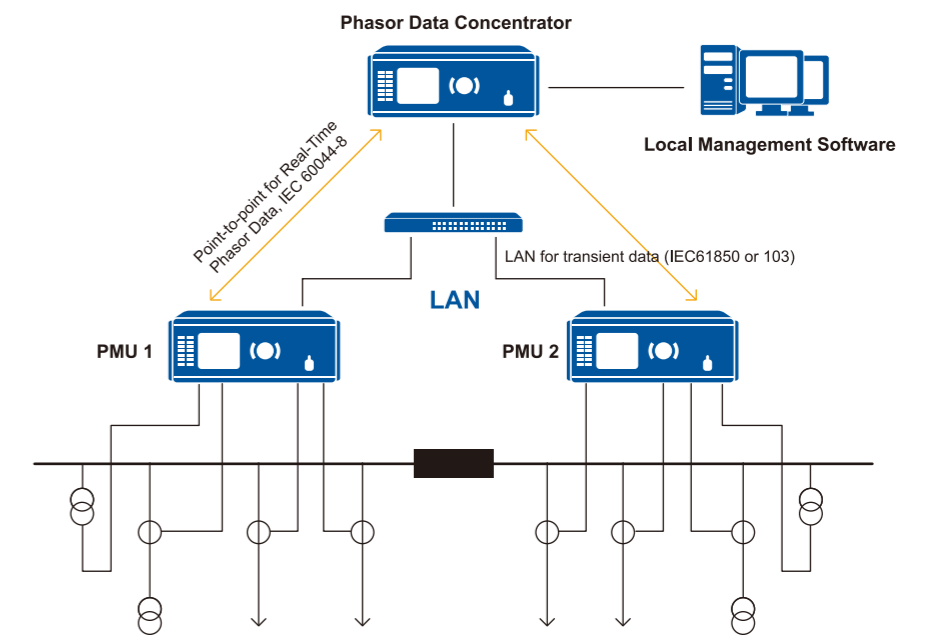 Phasor Data Concentrator
Local Management Software
Point-to-point for Real-Time
Phasor Data, IEC 60044-8
LAN for transient data (IEC61850 or 103)
LAN
PMU 1
PMU 2